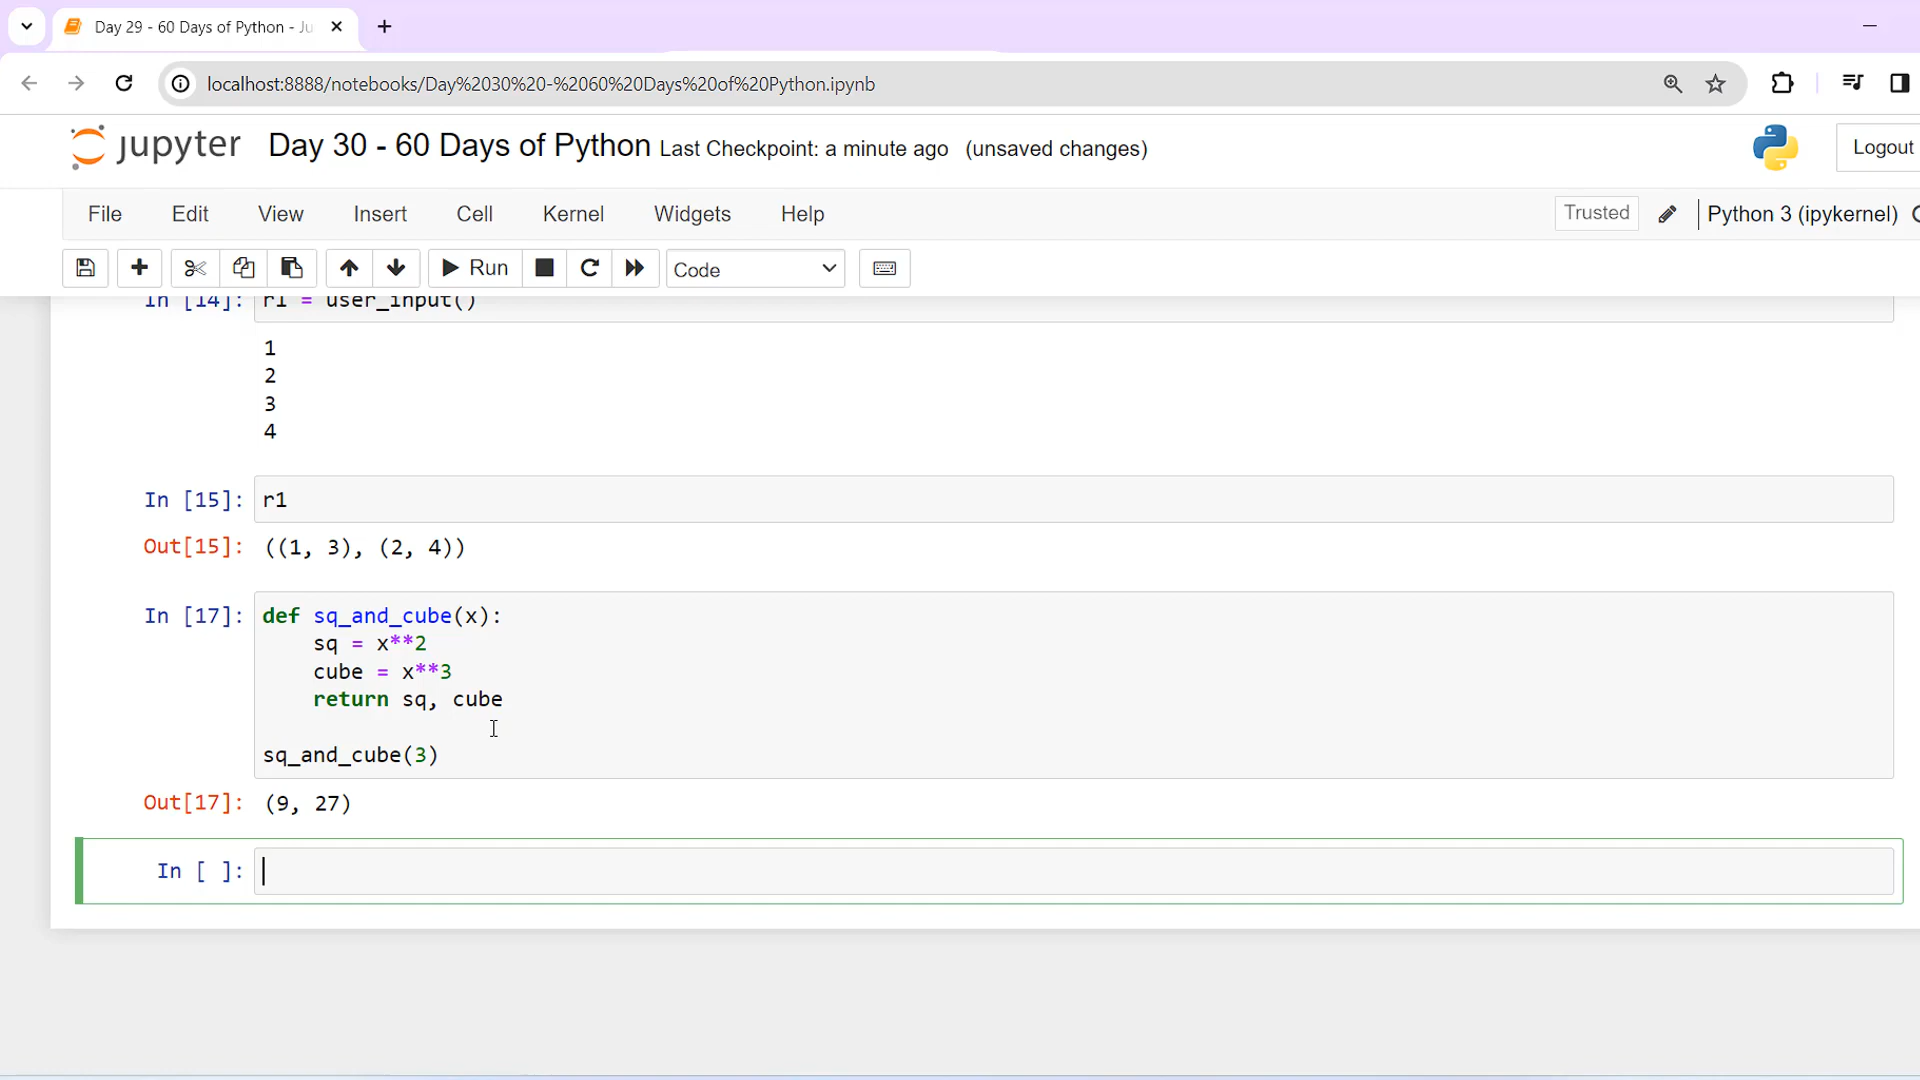 Day 29 - 60 Days of Python - Ju
localhost:8888/notebooks/Day%2030%20-%2060%20Days%20of%20Python.ipynb
jupyter Day 30 - 60 Days of Python Last Checkpoint: a minute ago (unsaved changes)
Logout
File Edit View Insert Cell Kernel Widgets Help
Trusted Python 3 (ipykernel)
Run Code
In [14]: r1 = user_input()
1
2
3
4
In [15]: r1
Out[15]: ((1, 3), (2, 4))
In [17]: def sq_and_cube(x):
sq = x**2
cube = x**3
return sq, cube
sq_and_cube(3)
Out[17]: (9, 27)
In [ ]: